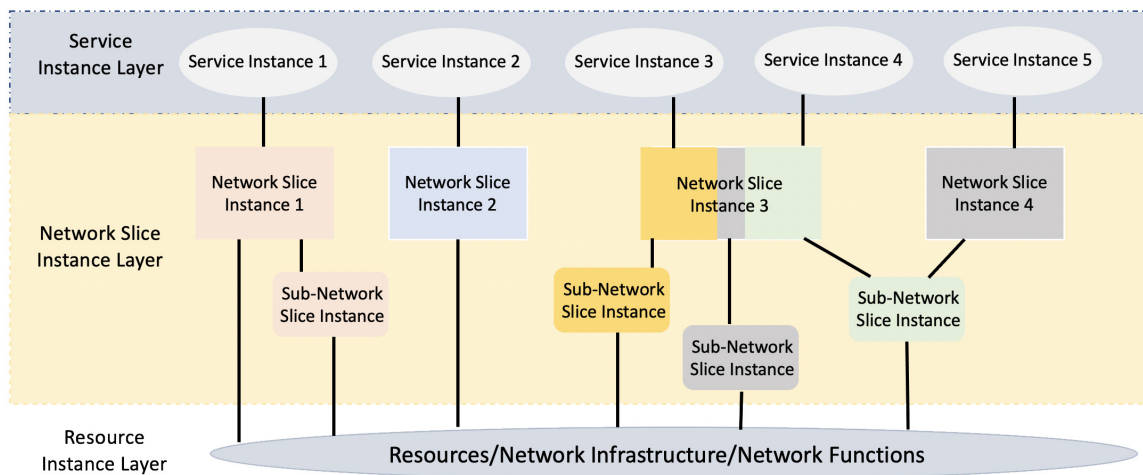 Service
Instance Layer
Service Instance 1
Service Instance 2
Service Instance 3
Service Instance 4
Service Instance 5
Network Slice
Instance Layer
Network Slice
Instance 1
Network Slice
Instance 2
Network Slice
Instance 3
Network Slice
Instance 4
Sub-Network
Slice Instance
Sub-Network
Slice Instance
Sub-Network
Slice Instance
Sub-Network
Slice Instance
Resource
Instance Layer
Resources/Network Infrastructure/Network Functions